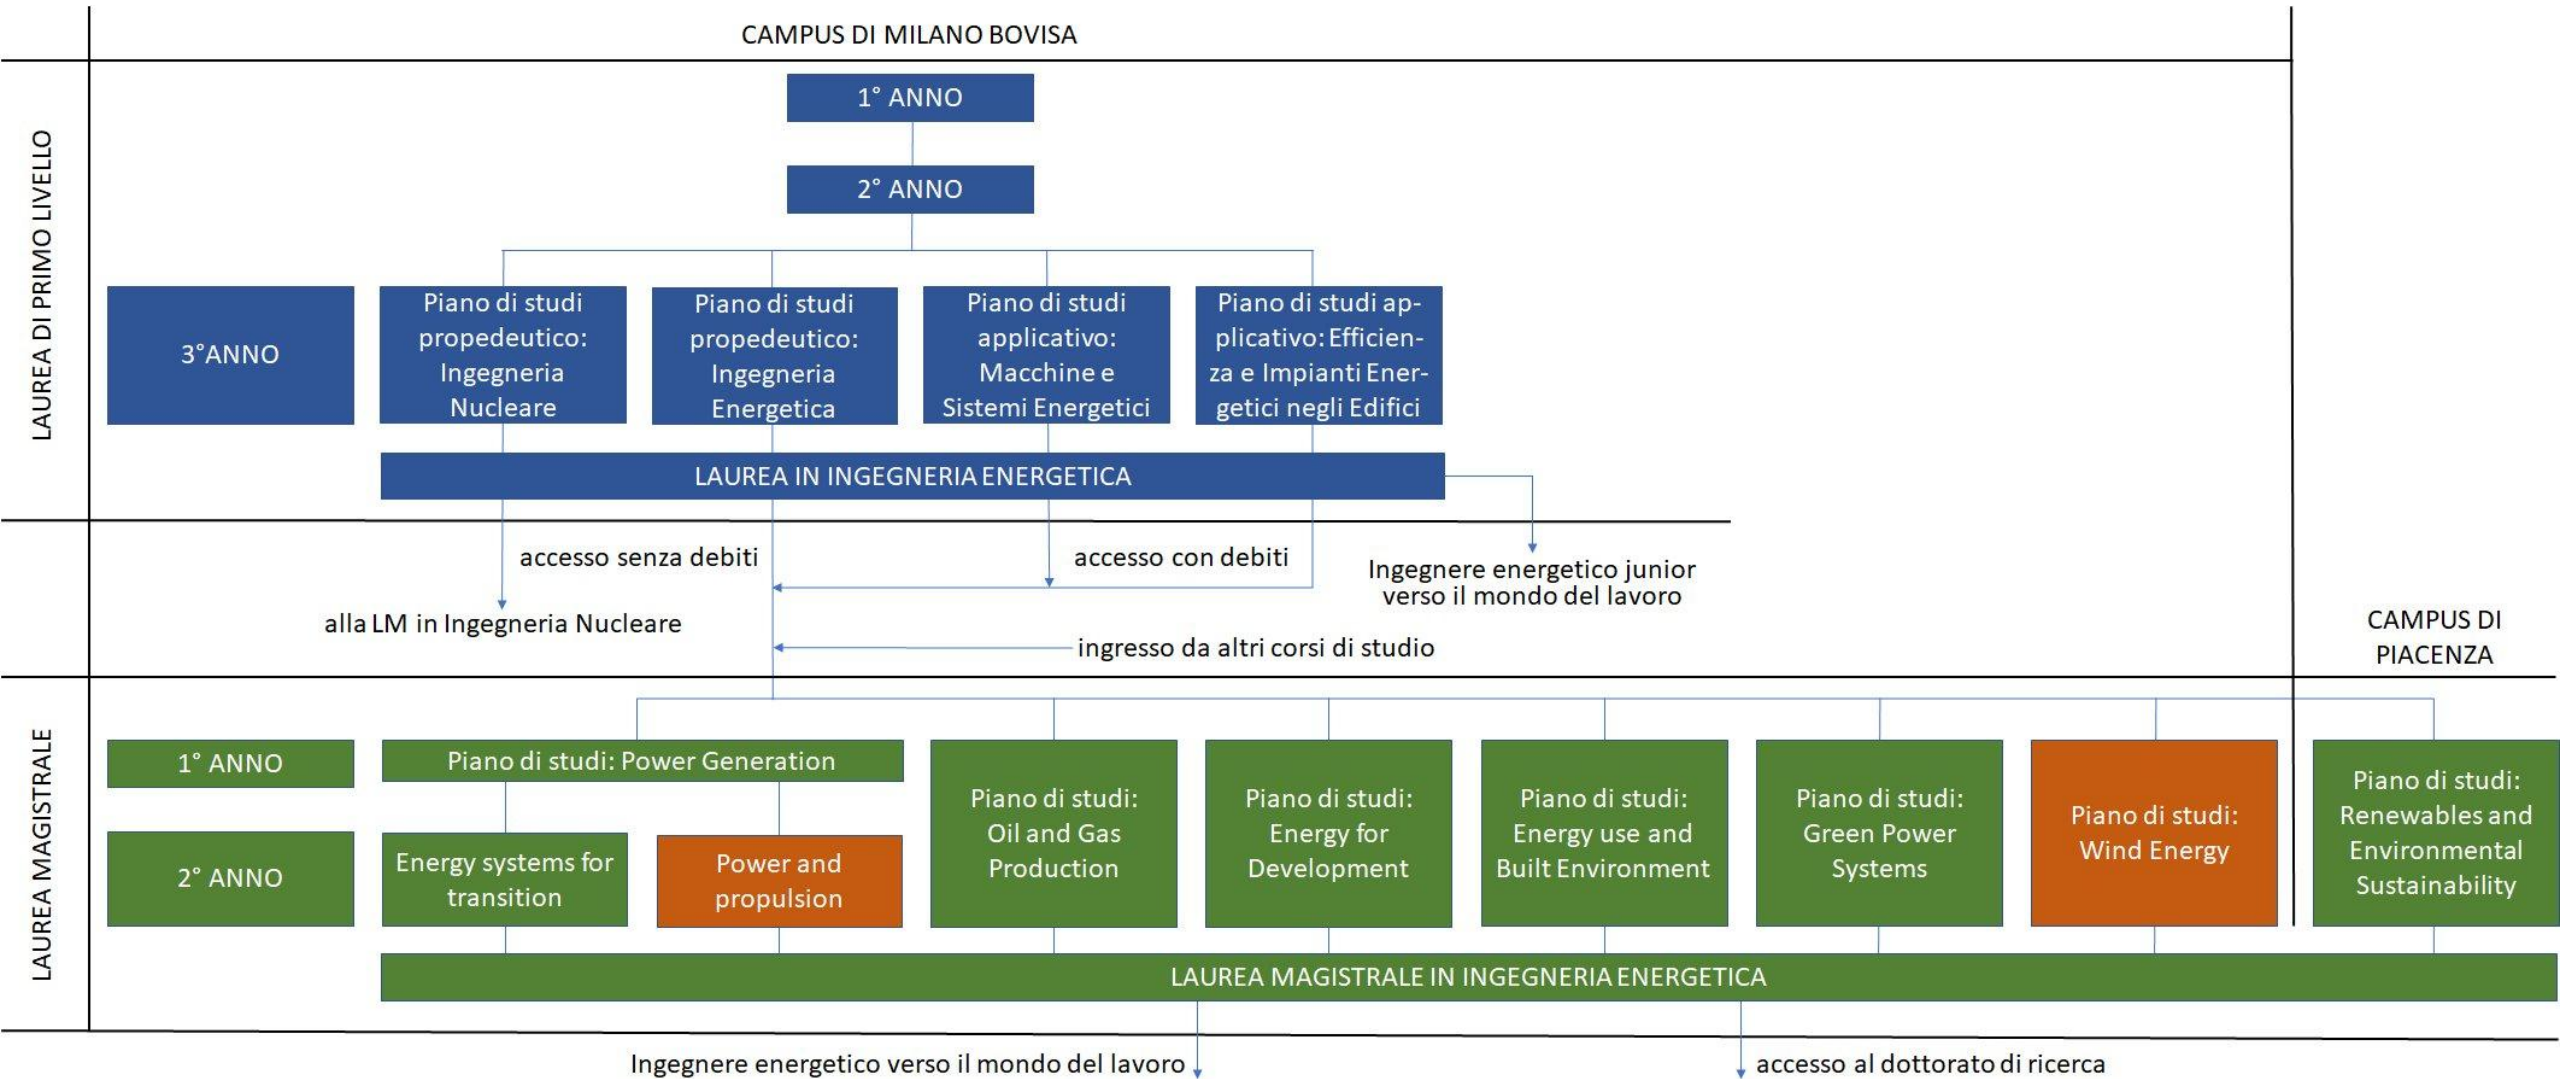 CAMPUS DI MILANO BOVISA
LAUREA DI PRIMO LIVELLO
1° ANNO
2° ANNO
3°ANNO
Piano di studi
propedeutico:
Ingegneria
Nucleare
Piano di studi
propedeutico:
Ingegneria
Energetica
Piano di studi
applicativo:
Macchine e
Sistemi Energetici
Piano di studi ap-
plicativo: Efficien-
za e Impianti Ener-
getici negli Edifici
LAUREA IN INGEGNERIA ENERGETICA
accesso senza debiti
accesso con debiti
Ingegnere energetico junior
verso il mondo del lavoro
alla LM in Ingegneria Nucleare
ingresso da altri corsi di studio
CAMPUS DI
PIACENZA
LAUREA MAGISTRALE
1° ANNO
2° ANNO
Piano di studi: Power Generation
Energy systems for
transition
Power and
propulsion
Piano di studi:
Oil and Gas
Production
Piano di studi:
Energy for
Development
Piano di studi:
Energy use and
Built Environment
Piano di studi:
Green Power
Systems
Piano di studi:
Wind Energy
Piano di studi:
Renewables and
Environmental
Sustainability
LAUREA MAGISTRALE IN INGEGNERIA ENERGETICA
Ingegnere energetico verso il mondo del lavoro
accesso al dottorato di ricerca